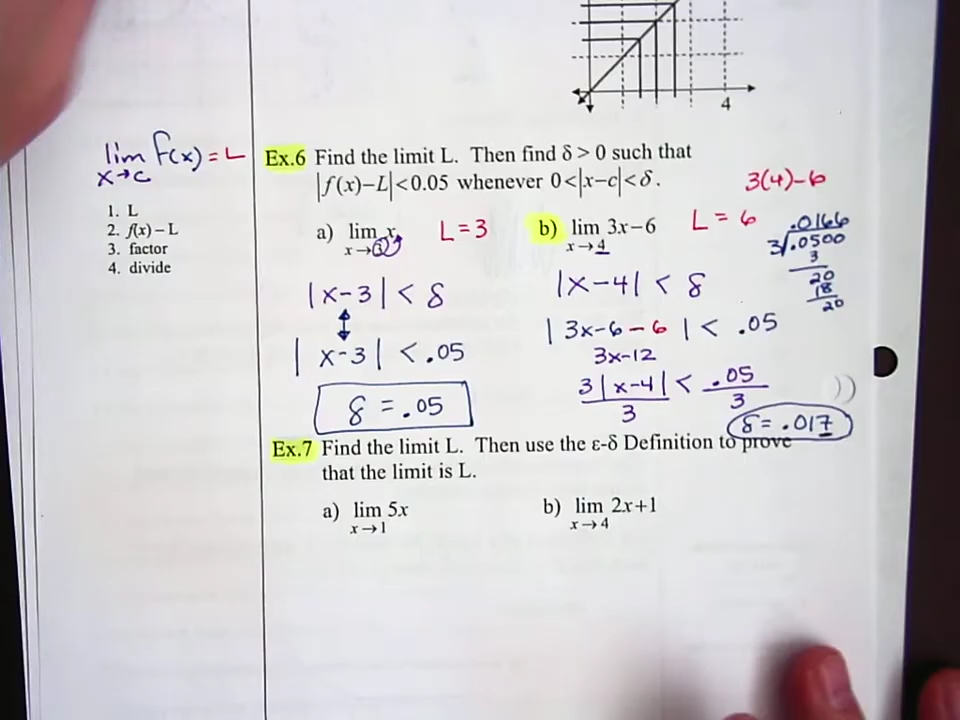 4
lim f(x) = L
x→c
1. L
2. f(x) – L
3. factor
4. divide
Ex.6 Find the limit L. Then find δ > 0 such that
|f(x)–L|<0.05 whenever 0<|x–c|<δ.
3(4)–6
a) lim x
x→3
L = 3
b) lim 3x–6
x→4
L = 6
.0166
3 .0500
3
20
18
20
|x–3| < δ
|x–3| < .05
δ = .05
|x–4| < δ
|3x–6–6| < .05
3x–12
3|x–4| < .05
3 3
δ = .017
Ex.7 Find the limit L. Then use the ε-δ Definition to prove
that the limit is L.
a) lim 5x
x→1
b) lim 2x+1
x→4